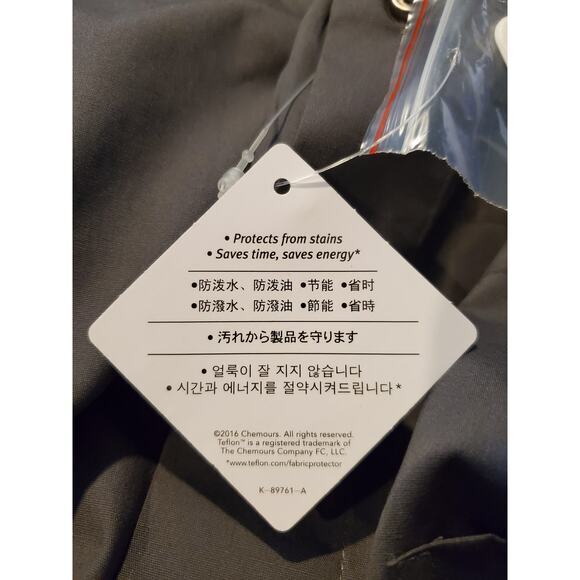 • Protects from stains
• Saves time, saves energy*
•防泼水、防泼油 •节能 •省时
•防潑水、防潑油 •節能 •省時
• 汚れから製品を守ります
• 얼룩이 잘 지지 않습니다
• 시간과 에너지를 절약시켜드립니다*
©2016 Chemours. All rights reserved.
Teflon™ is a registered trademark of
The Chemours Company FC, LLC.
*www.teflon.com/fabricprotector
K-89761-A